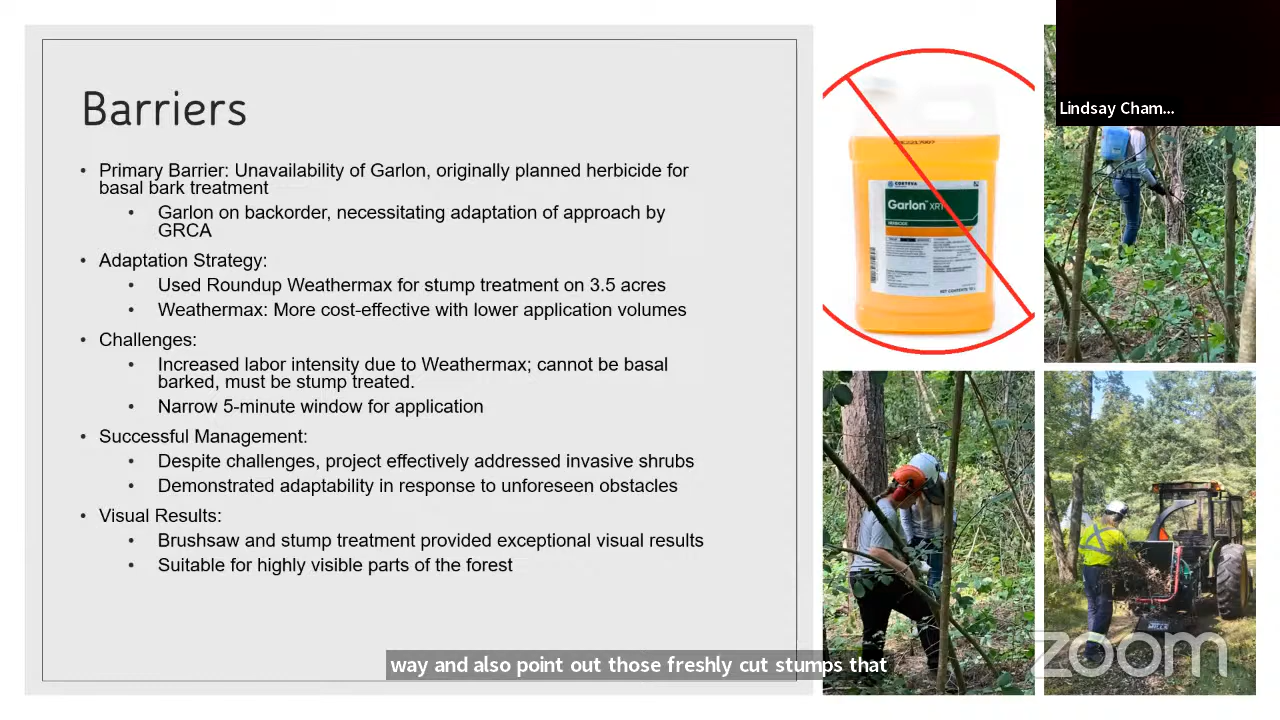 Barriers
• Primary Barrier: Unavailability of Garlon, originally planned herbicide for
basal bark treatment
• Garlon on backorder, necessitating adaptation of approach by
GRCA
• Adaptation Strategy:
• Used Roundup Weathermax for stump treatment on 3.5 acres
• Weathermax: More cost-effective with lower application volumes
• Challenges:
• Increased labor intensity due to Weathermax; cannot be basal
barked, must be stump treated.
• Narrow 5-minute window for application
• Successful Management:
• Despite challenges, project effectively addressed invasive shrubs
• Demonstrated adaptability in response to unforeseen obstacles
• Visual Results:
• Brushsaw and stump treatment provided exceptional visual results
• Suitable for highly visible parts of the forest
CORTEVA
Garlon™ XRT
HERBICIDE
Lindsay Cham...
way and also point out those freshly cut stumps that
zoom